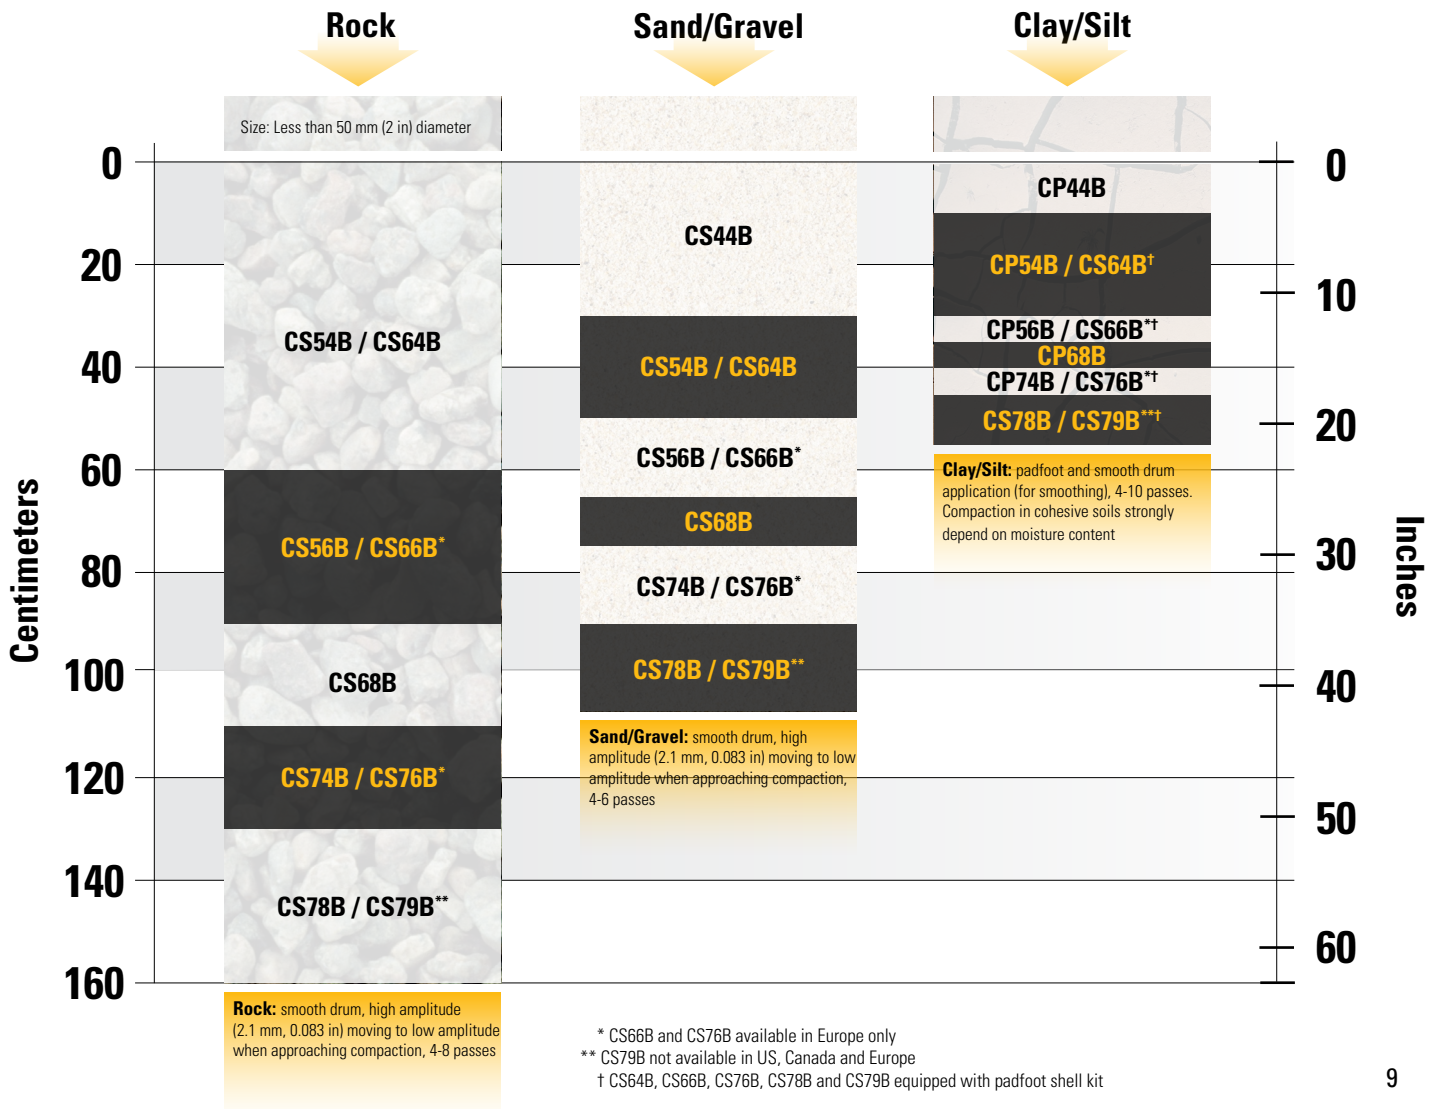 Rock
Sand/Gravel
Clay/Silt
Size: Less than 50 mm (2 in) diameter
Centimeters
0
20
40
60
80
100
120
140
160
CS54B / CS64B
CS56B / CS66B*
CS68B
CS74B / CS76B*
CS78B / CS79B**
Rock: smooth drum, high amplitude
(2.1 mm, 0.083 in) moving to low amplitude
when approaching compaction, 4-8 passes
CS44B
CS54B / CS64B
CS56B / CS66B*
CS68B
CS74B / CS76B*
CS78B / CS79B**
Sand/Gravel: smooth drum, high
amplitude (2.1 mm, 0.083 in) moving to low
amplitude when approaching compaction,
4-6 passes
CP44B
CP54B / CS64B†
CP56B / CS66B*†
CP68B
CP74B / CS76B*†
CS78B / CS79B**†
Clay/Silt: padfoot and smooth drum
application (for smoothing), 4-10 passes.
Compaction in cohesive soils strongly
depend on moisture content
0
10
20
30
40
50
60
Inches
* CS66B and CS76B available in Europe only
** CS79B not available in US, Canada and Europe
† CS64B, CS66B, CS76B, CS78B and CS79B equipped with padfoot shell kit
9